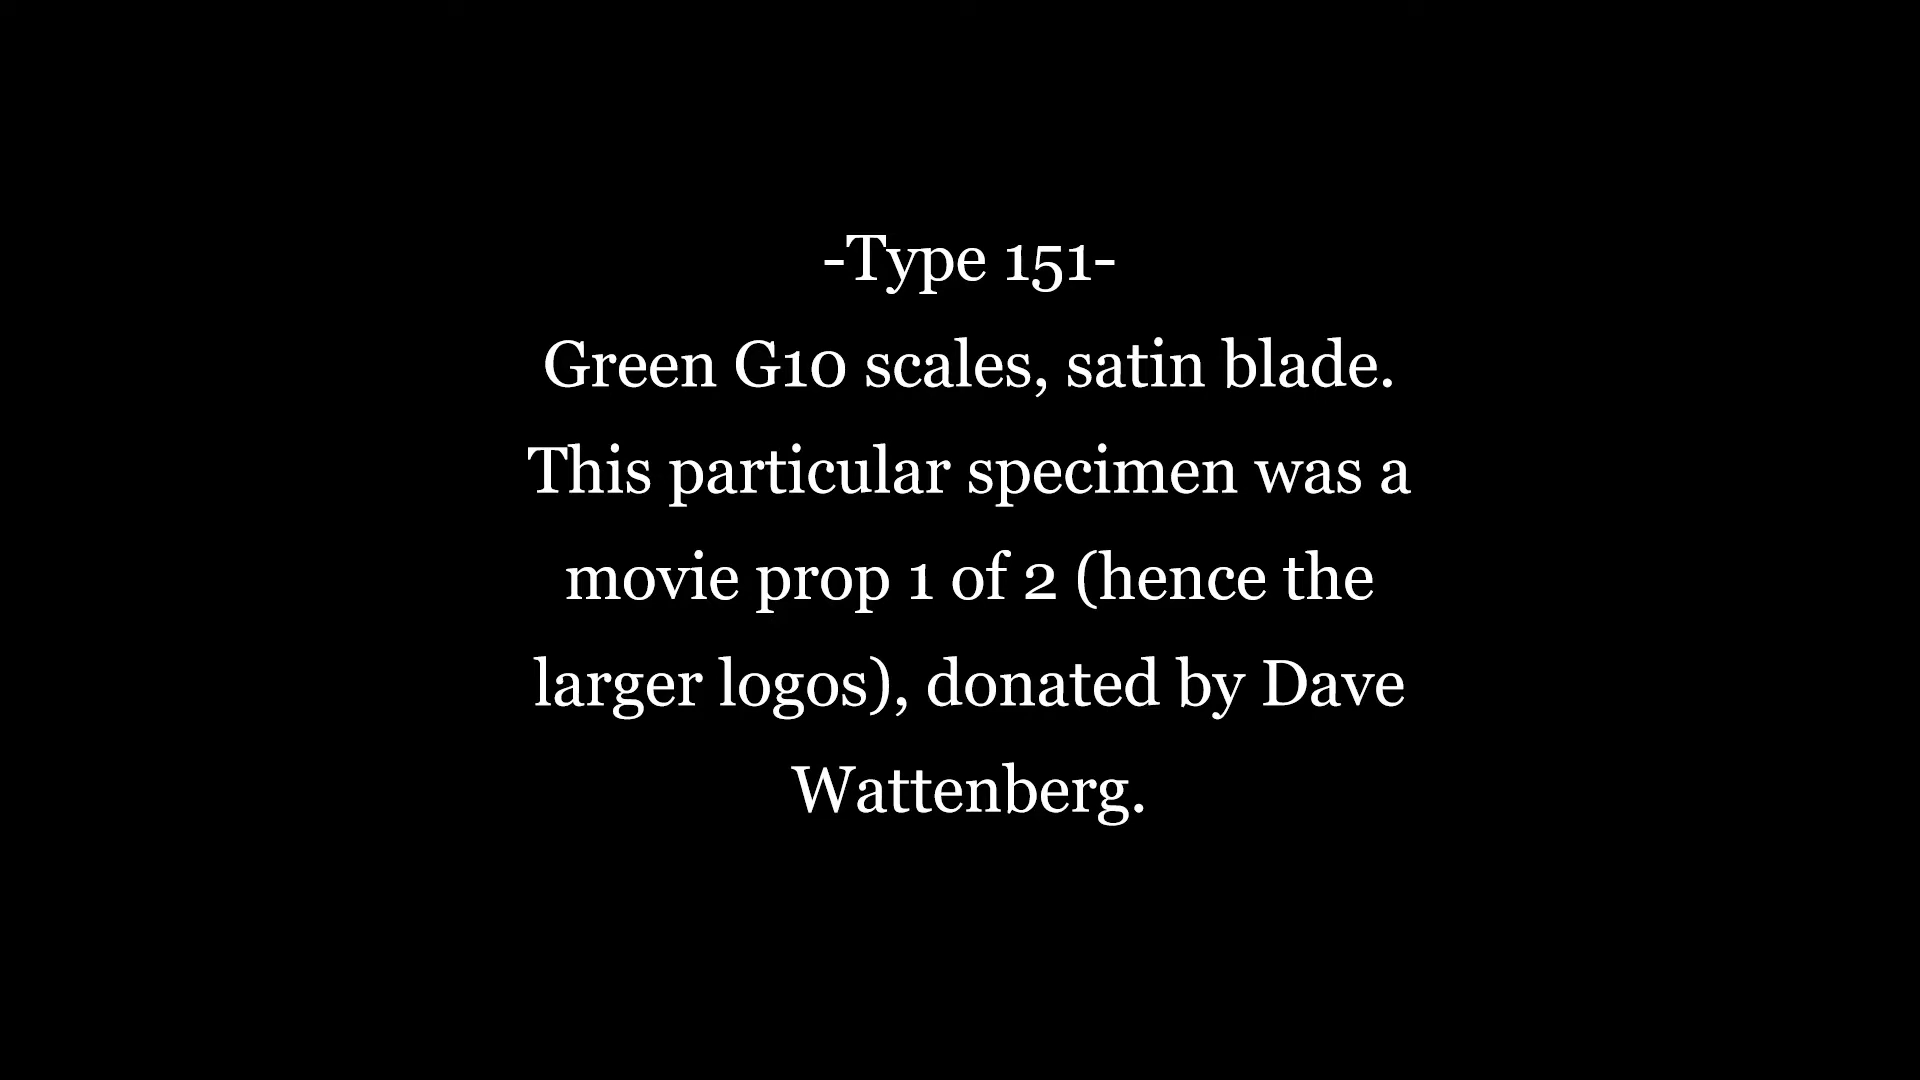 -Type 151-
Green G10 scales, satin blade.
This particular specimen was a
movie prop 1 of 2 (hence the
larger logos), donated by Dave
Wattenberg.